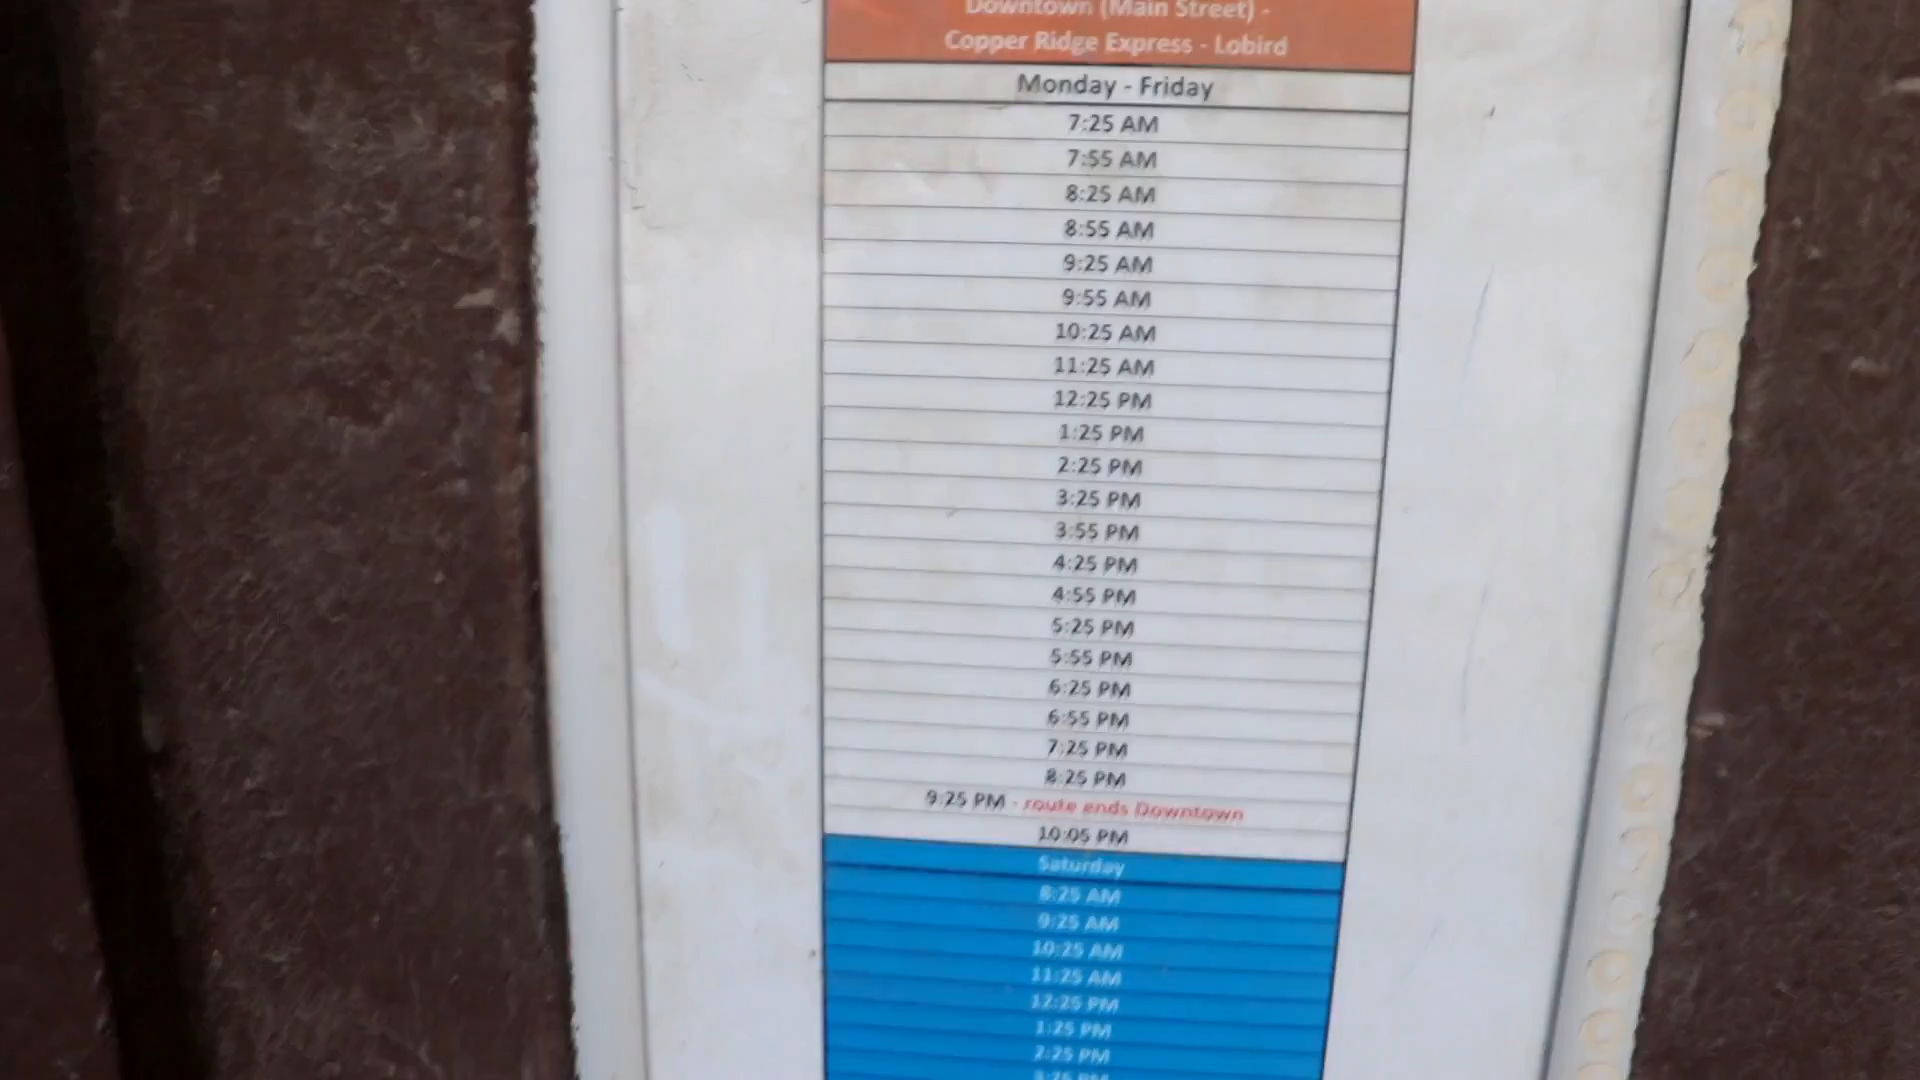 Downtown (Main Street) -
Copper Ridge Express - Lobird
Monday - Friday
7:25 AM
7:55 AM
8:25 AM
8:55 AM
9:25 AM
9:55 AM
10:25 AM
11:25 AM
12:25 PM
1:25 PM
2:25 PM
3:25 PM
3:55 PM
4:25 PM
4:55 PM
5:25 PM
5:55 PM
6:25 PM
6:55 PM
7:25 PM
8:25 PM
9:25 PM - route ends Downtown
10:05 PM
Saturday
8:25 AM
9:25 AM
10:25 AM
11:25 AM
12:25 PM
1:25 PM
2:25 PM